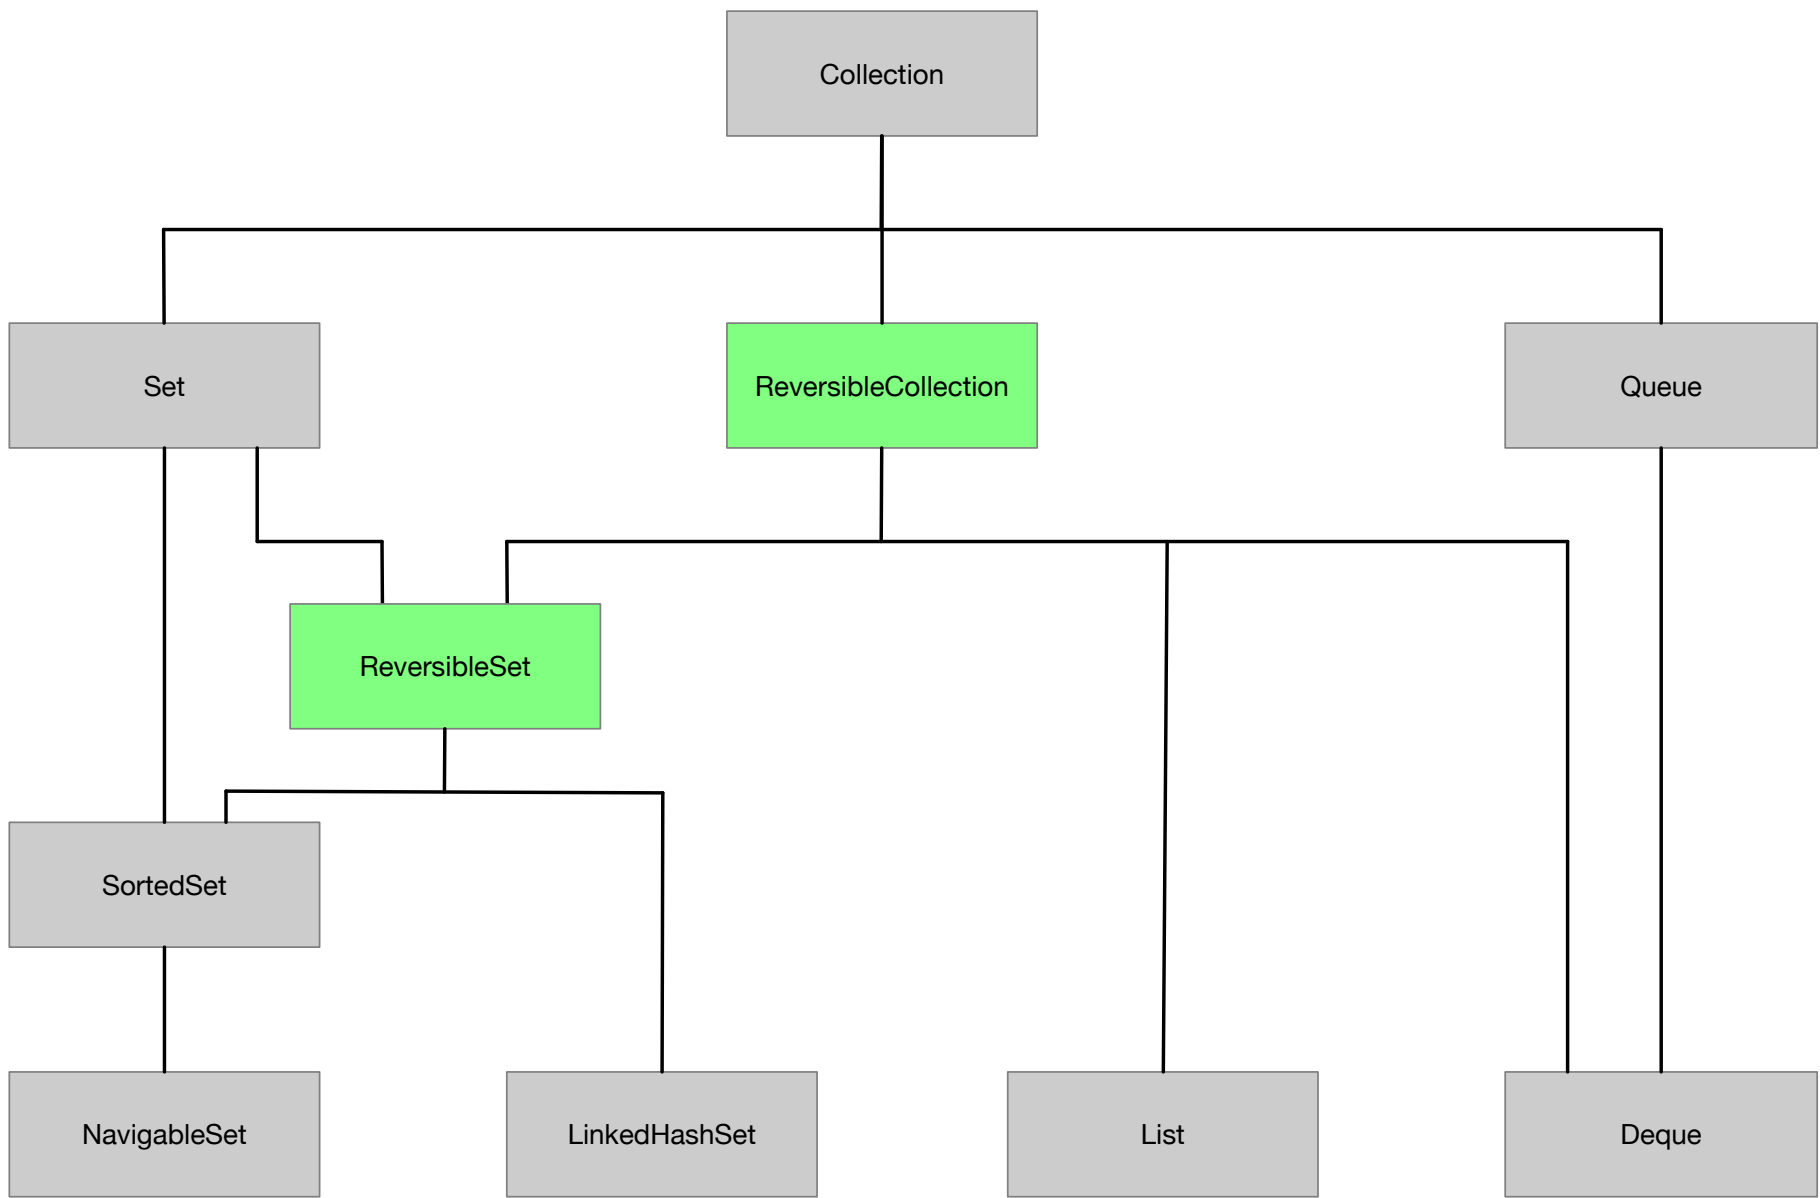 Collection
Set
ReversibleCollection
Queue
ReversibleSet
SortedSet
NavigableSet
LinkedHashSet
List
Deque